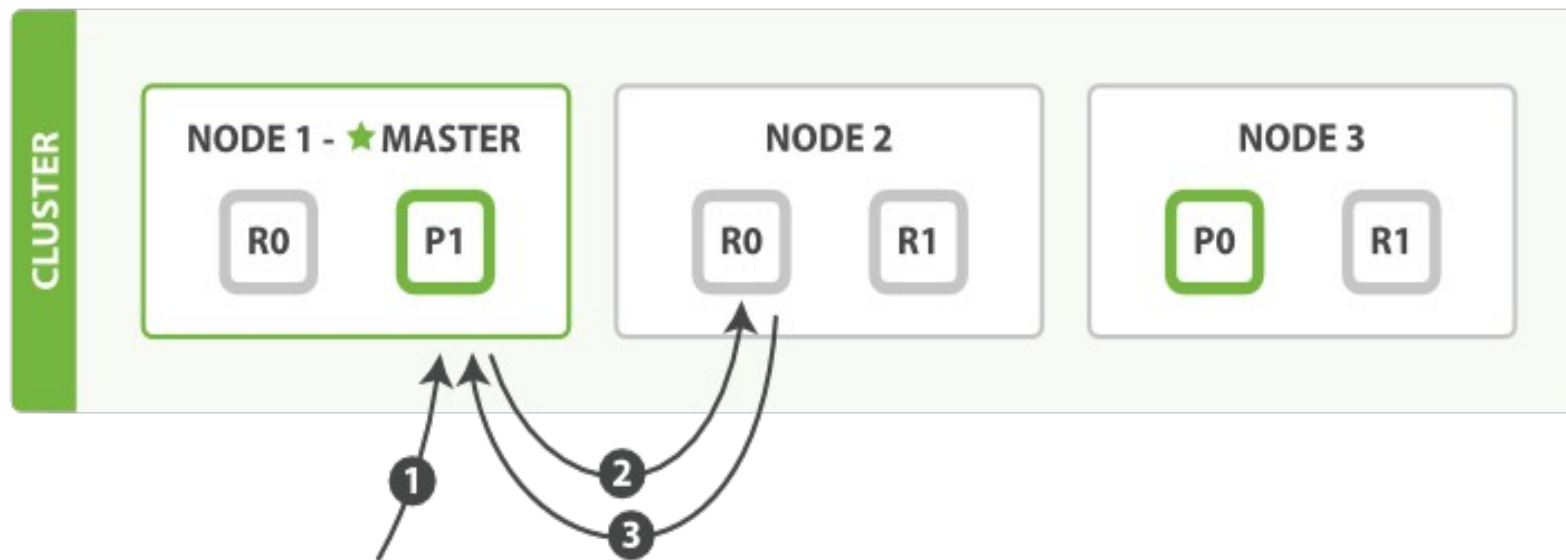 CLUSTER
NODE 1 - ★ MASTER
R0 P1
NODE 2
R0 R1
NODE 3
P0 R1
1
2
3